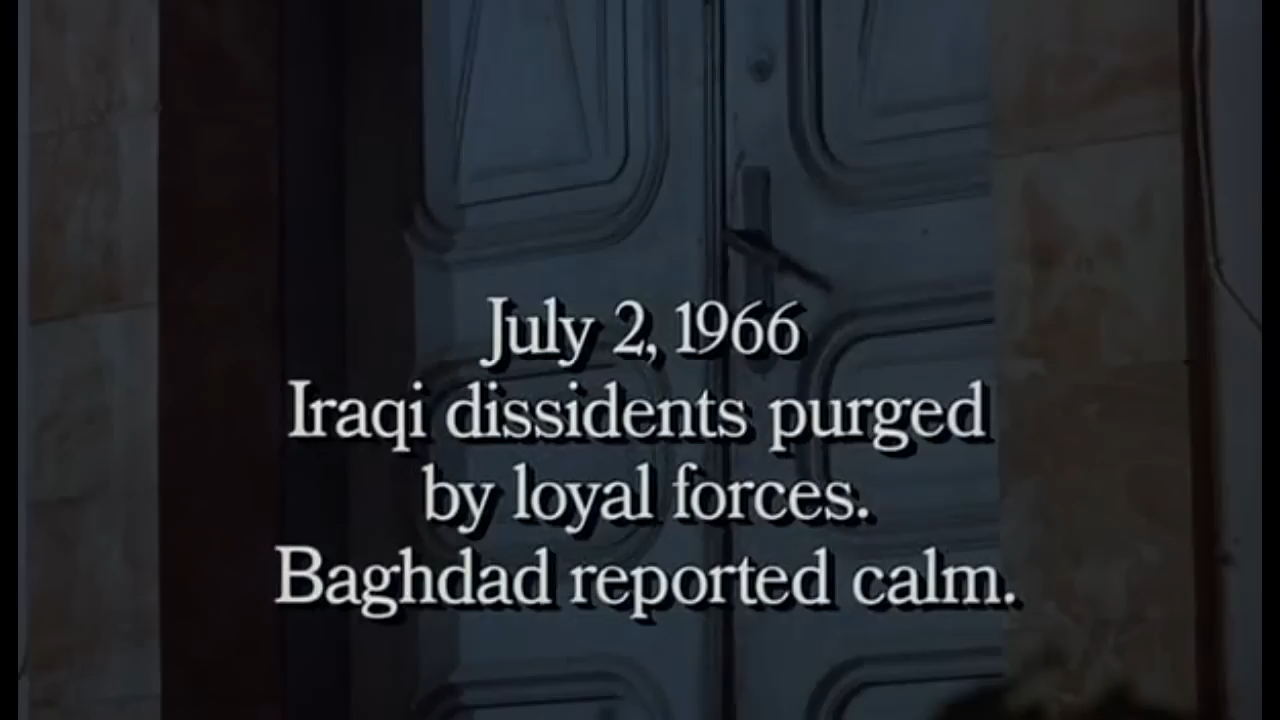 July 2, 1966
Iraqi dissidents purged
by loyal forces.
Baghdad reported calm.